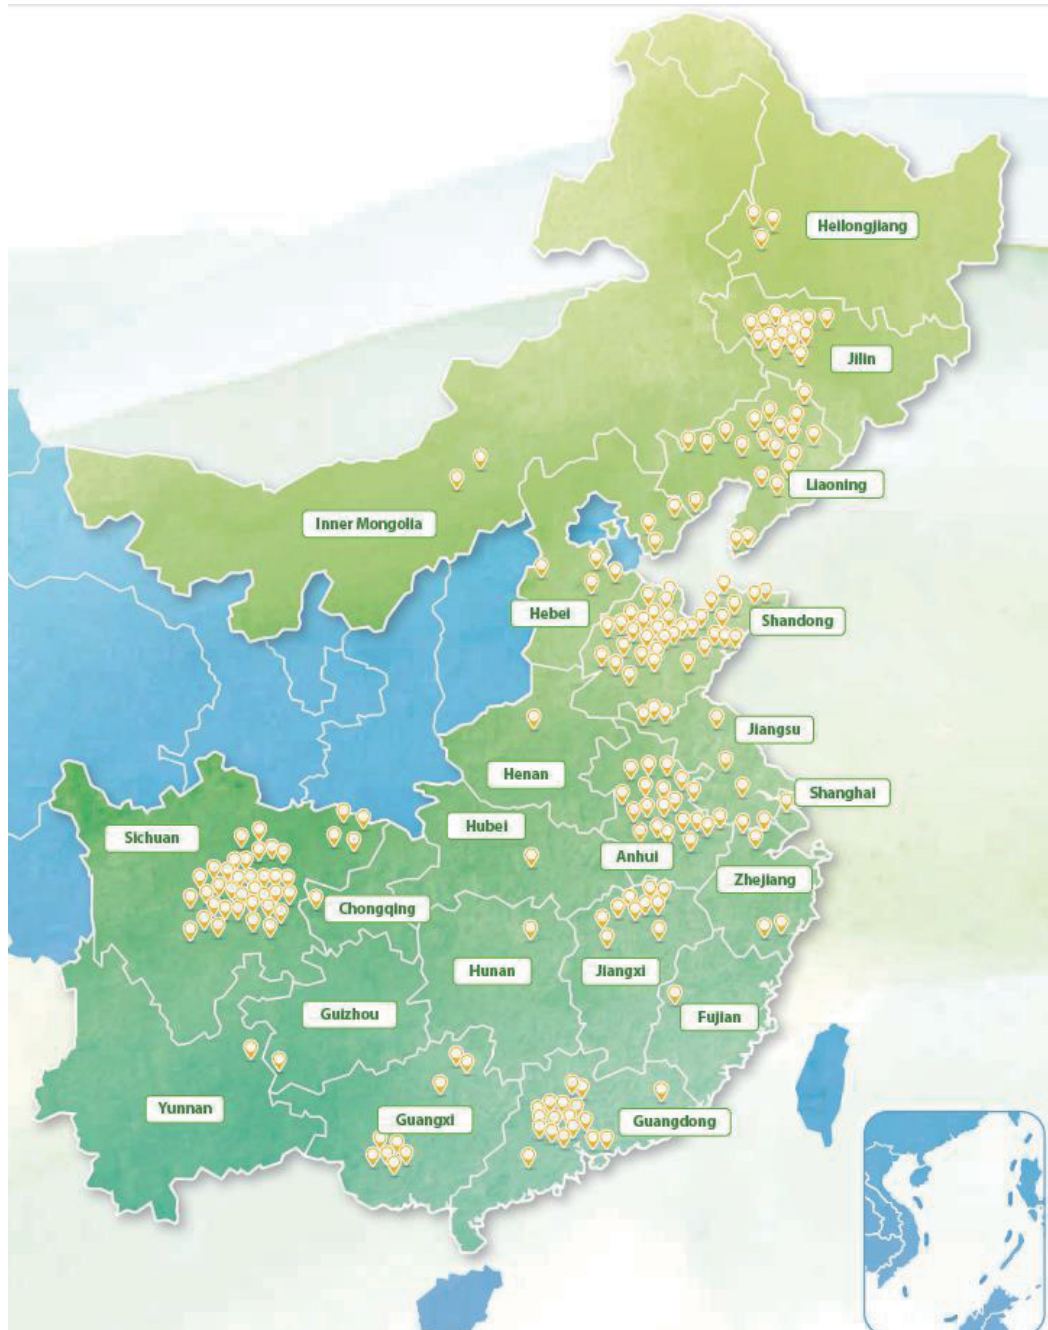 Heilongjiang
Jilin
Liaoning
Inner Mongolia
Hebei
Shandong
Jiangsu
Henan
Shanghai
Sichuan
Hubei
Anhui
Zhejiang
Chongqing
Hunan
Jiangxi
Guizhou
Fujian
Yunnan
Guangxi
Guangdong